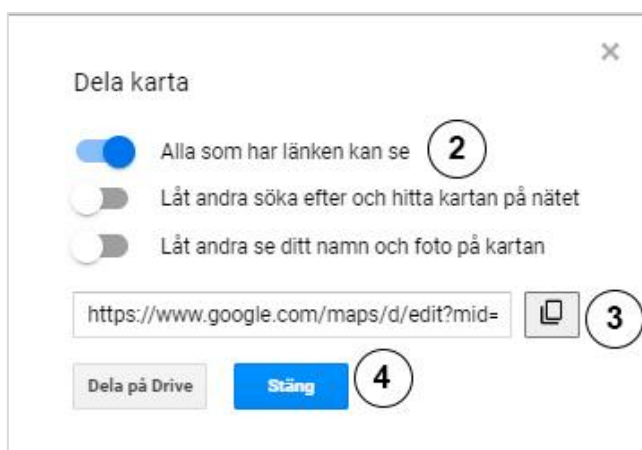 Dela karta
Alla som har länken kan se 2
Låt andra söka efter och hitta kartan på nätet
Låt andra se ditt namn och foto på kartan
https://www.google.com/maps/d/edit?mid= 3
Dela på Drive Stäng 4